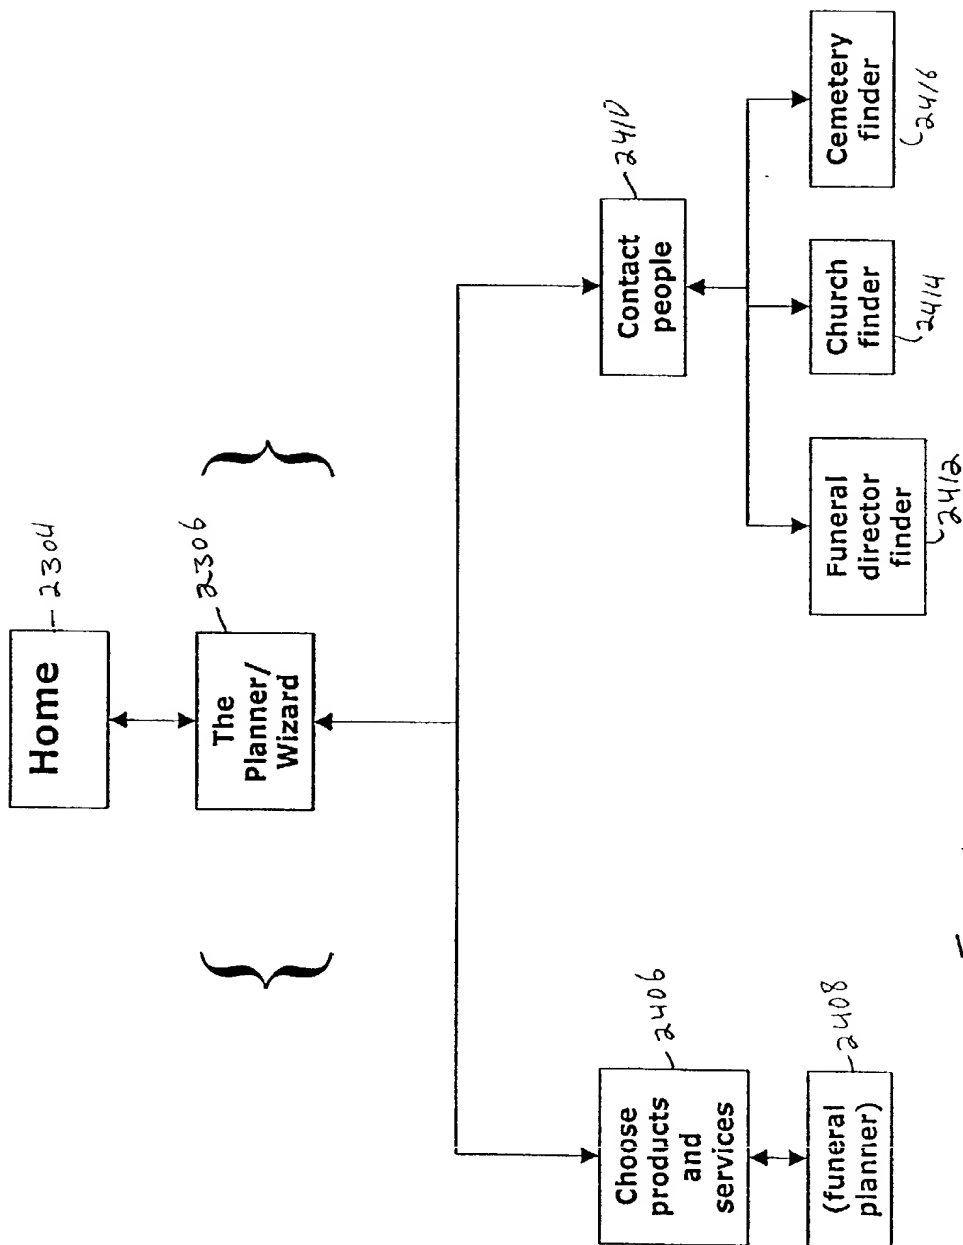 Home
2304
The
Planner/
Wizard
2306
Choose
products
and
services
2406
(funeral
planner)
2408
Contact
people
2410
Funeral
director
finder
2412
Church
finder
2414
Cemetery
finder
2416